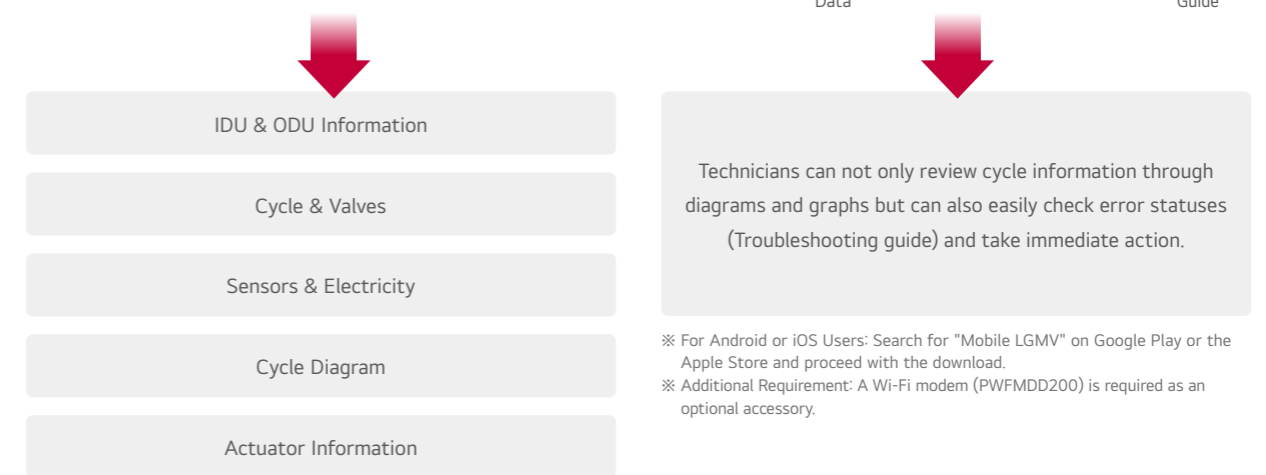 Data
Guide
IDU & ODU Information
Cycle & Valves
Sensors & Electricity
Cycle Diagram
Actuator Information
Technicians can not only review cycle information through
diagrams and graphs but can also easily check error statuses
(Troubleshooting guide) and take immediate action.
※ For Android or iOS Users: Search for "Mobile LGMV" on Google Play or the
Apple Store and proceed with the download.
※ Additional Requirement: A Wi-Fi modem (PWFMDD200) is required as an
optional accessory.